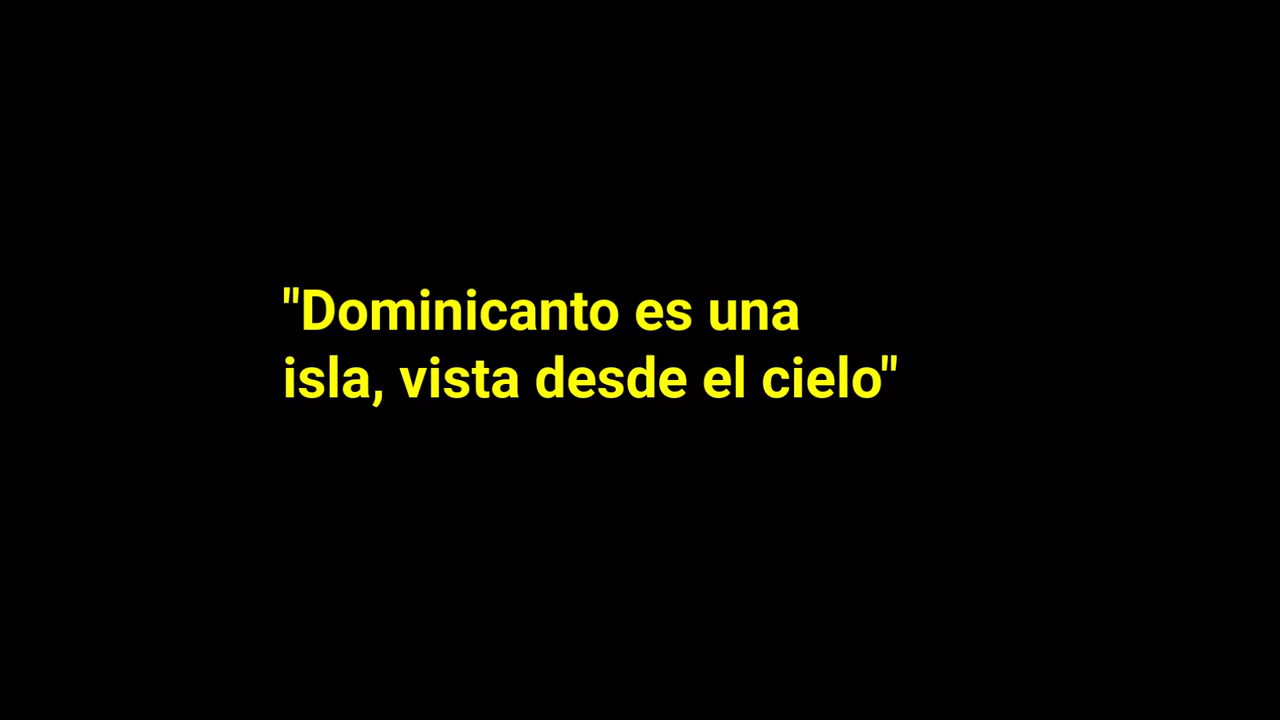 "Dominicanto es una
isla, vista desde el cielo"